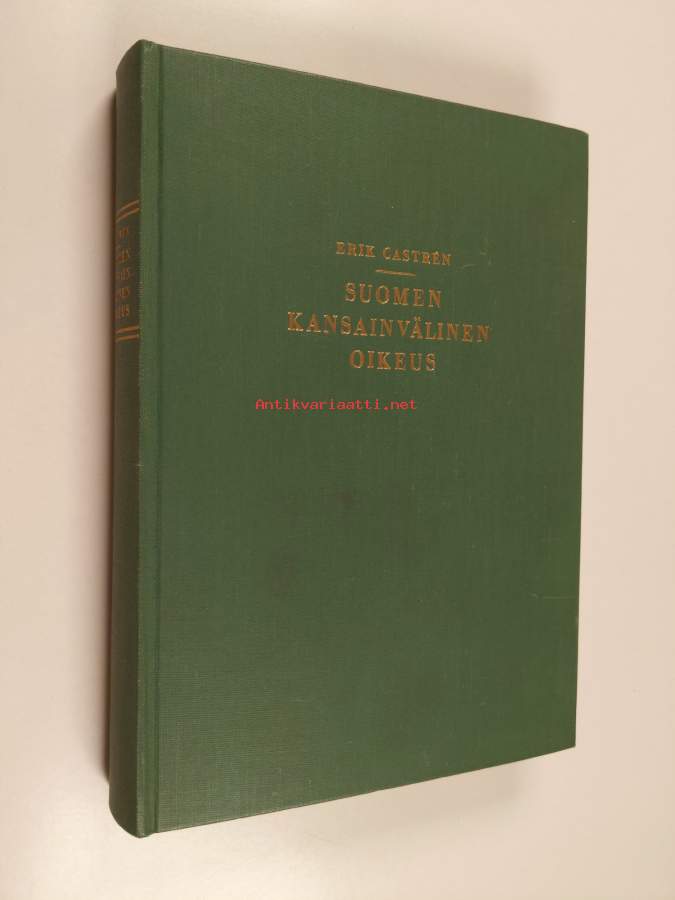 ERIK CASTRÉN
SUOMEN
KANSAINVÄLINEN
OIKEUS
Antikvariaatti.net